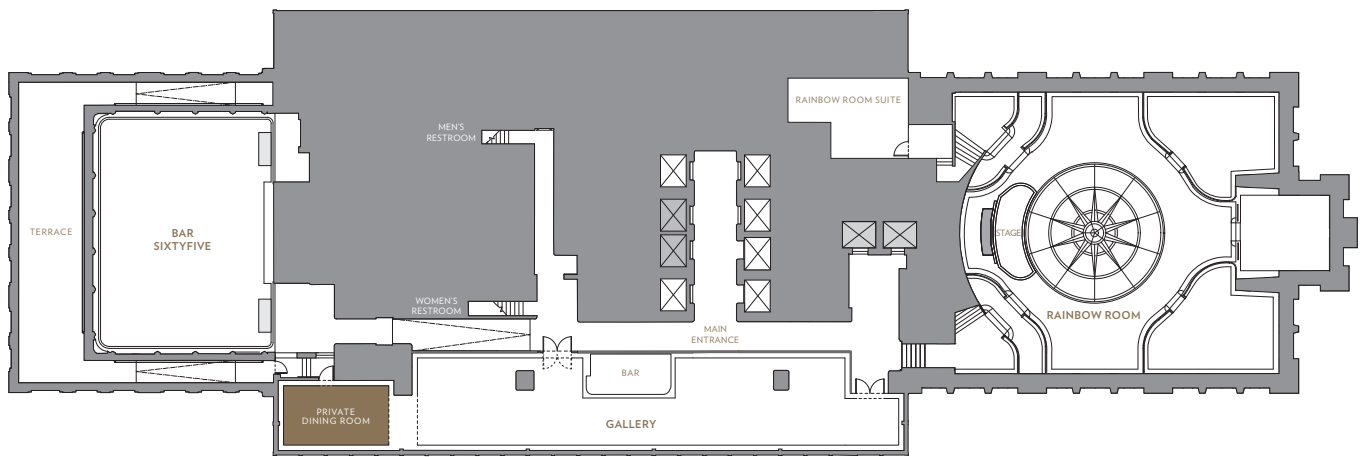 RAINBOW ROOM SUITE
MEN'S
RESTROOM
TERRACE
BAR
SIXTYFIVE
STAGE
WOMEN'S
RESTROOM
RAINBOW ROOM
MAIN
ENTRANCE
BAR
PRIVATE
DINING ROOM
GALLERY